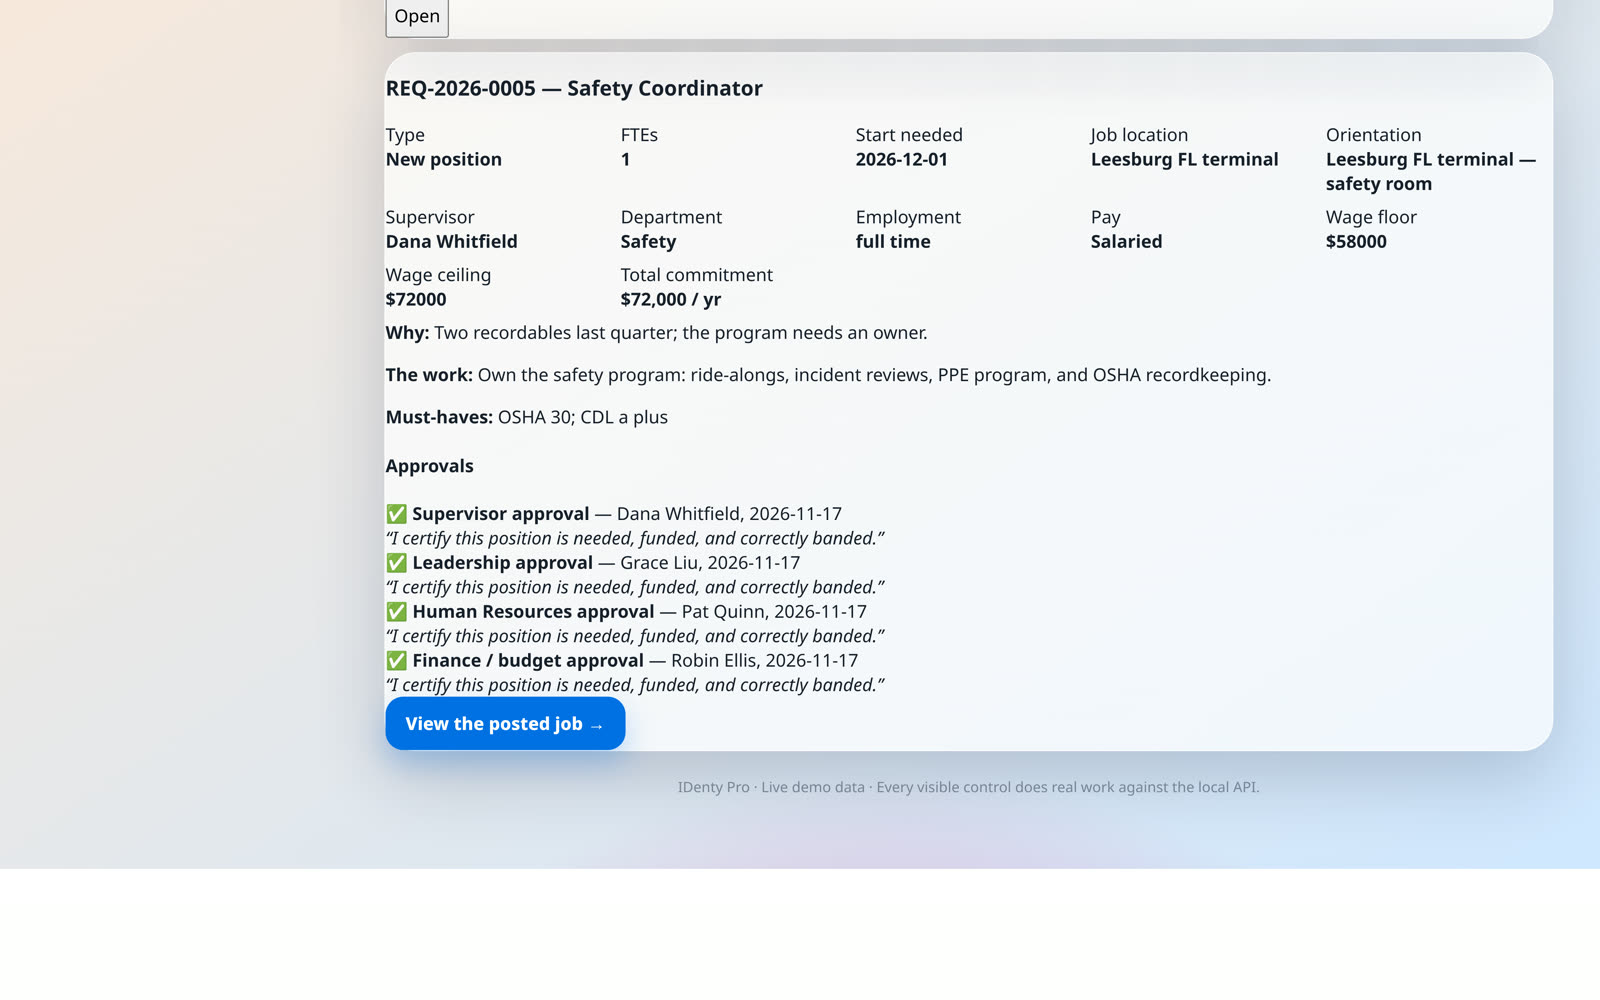 Open
REQ-2026-0005 — Safety Coordinator
Type FTEs Start needed Job location Orientation
New position 1 2026-12-01 Leesburg FL terminal Leesburg FL terminal —
safety room
Supervisor Department Employment Pay Wage floor
Dana Whitfield Safety full time Salaried $58000
Wage ceiling Total commitment
$72000 $72,000 / yr
Why: Two recordables last quarter; the program needs an owner.
The work: Own the safety program: ride-alongs, incident reviews, PPE program, and OSHA recordkeeping.
Must-haves: OSHA 30; CDL a plus
Approvals
✅ Supervisor approval — Dana Whitfield, 2026-11-17
“I certify this position is needed, funded, and correctly banded.”
✅ Leadership approval — Grace Liu, 2026-11-17
“I certify this position is needed, funded, and correctly banded.”
✅ Human Resources approval — Pat Quinn, 2026-11-17
“I certify this position is needed, funded, and correctly banded.”
✅ Finance / budget approval — Robin Ellis, 2026-11-17
“I certify this position is needed, funded, and correctly banded.”
View the posted job →
IDenty Pro · Live demo data · Every visible control does real work against the local API.